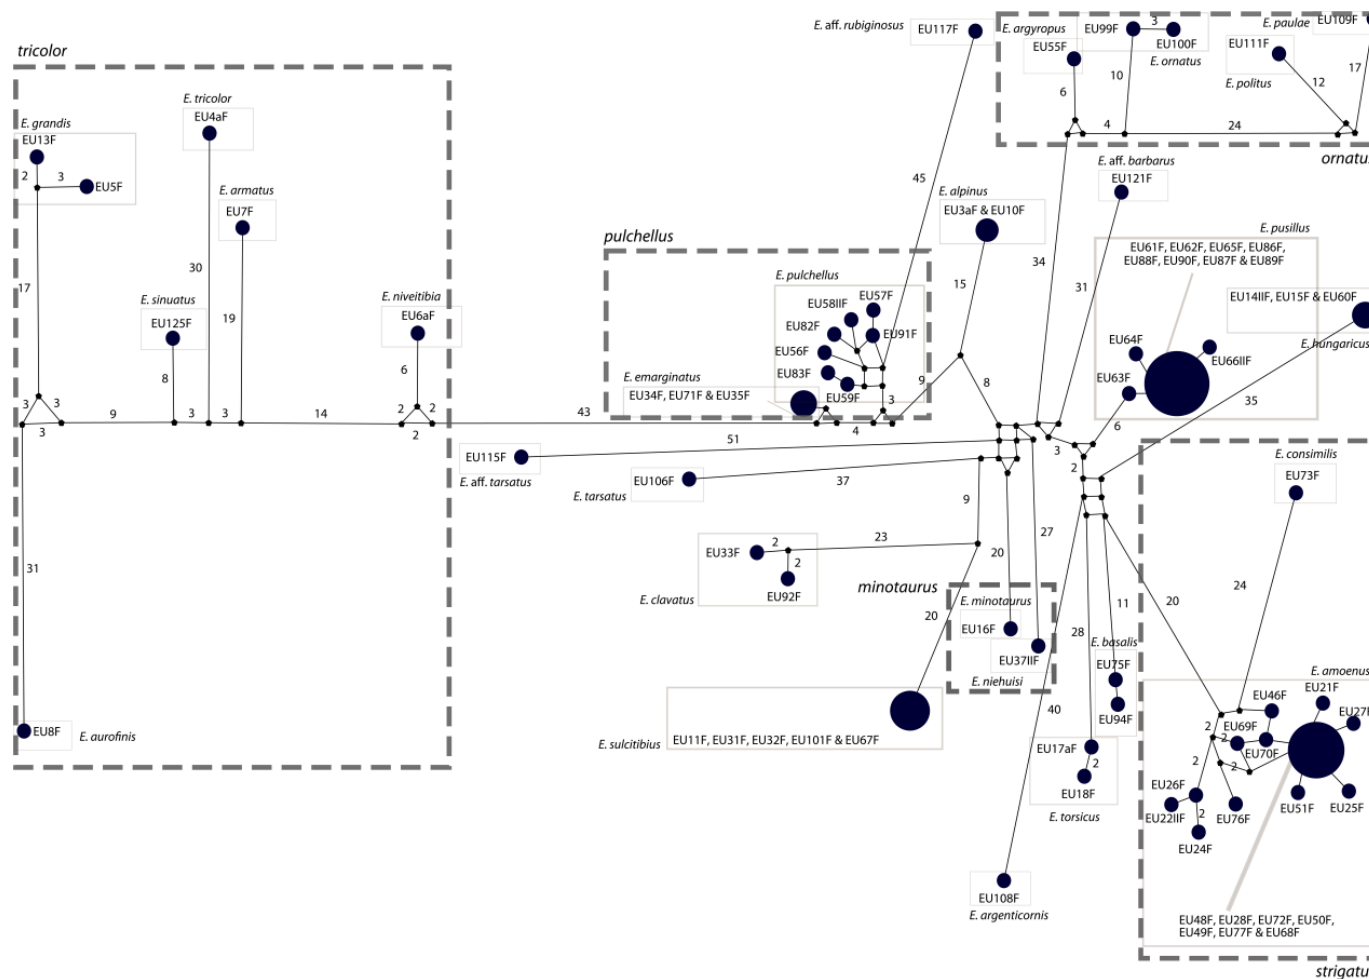 tricolor
E. grandis
EU13F
2
3
EU5F
17
3
3
3
9
E. tricolor
EU4aF
30
E. armatus
EU7F
19
E. sinuatus
EU125F
8
3
3
14
E. niveitibia
EU6aF
6
2
2
2
43
31
EU8F
E. aurofinis
pulchellus
E. pulchellus
EU58IIF
EU57F
EU82F
EU91F
EU56F
EU83F
EU59F
E. emarginatus
EU34F, EU71F & EU35F
4
3
9
E. aff. rubiginosus
EU117F
45
E. alpinus
EU3aF & EU10F
15
8
E. argyropus
EU55F
6
EU99F
3
EU100F
E. ornatus
10
4
24
E. paulae
EU109F
EU111F
E. politus
12
17
ornatu
34
E. aff. barbarus
EU121F
31
E. pusillus
EU61F, EU62F, EU65F, EU86F,
EU88F, EU90F, EU87F & EU89F
EU14IIF, EU15F & EU60F
E. hungaricus
EU64F
EU66IIF
EU63F
6
35
3
2
51
EU115F
E. aff. tarsatus
EU106F
E. tarsatus
37
9
23
EU33F
2
2
EU92F
E. clavatus
20
E. sulcitibius
EU11F, EU31F, EU32F, EU101F & EU67F
minotaurus
20
27
E. minotaurus
EU16F
EU37IIF
E. niehuisi
40
EU108F
E. argenticornis
28
EU17aF
2
EU18F
E. torsicus
11
E. basalis
EU75F
EU94F
20
E. consimilis
EU73F
24
E. amoenus
EU21F
EU27
EU46F
2
EU69F
2
EU70F
2
2
EU26F
EU22IIF
2
EU24F
EU76F
EU51F
EU25F
EU48F, EU28F, EU72F, EU50F,
EU49F, EU77F & EU68F
strigatu